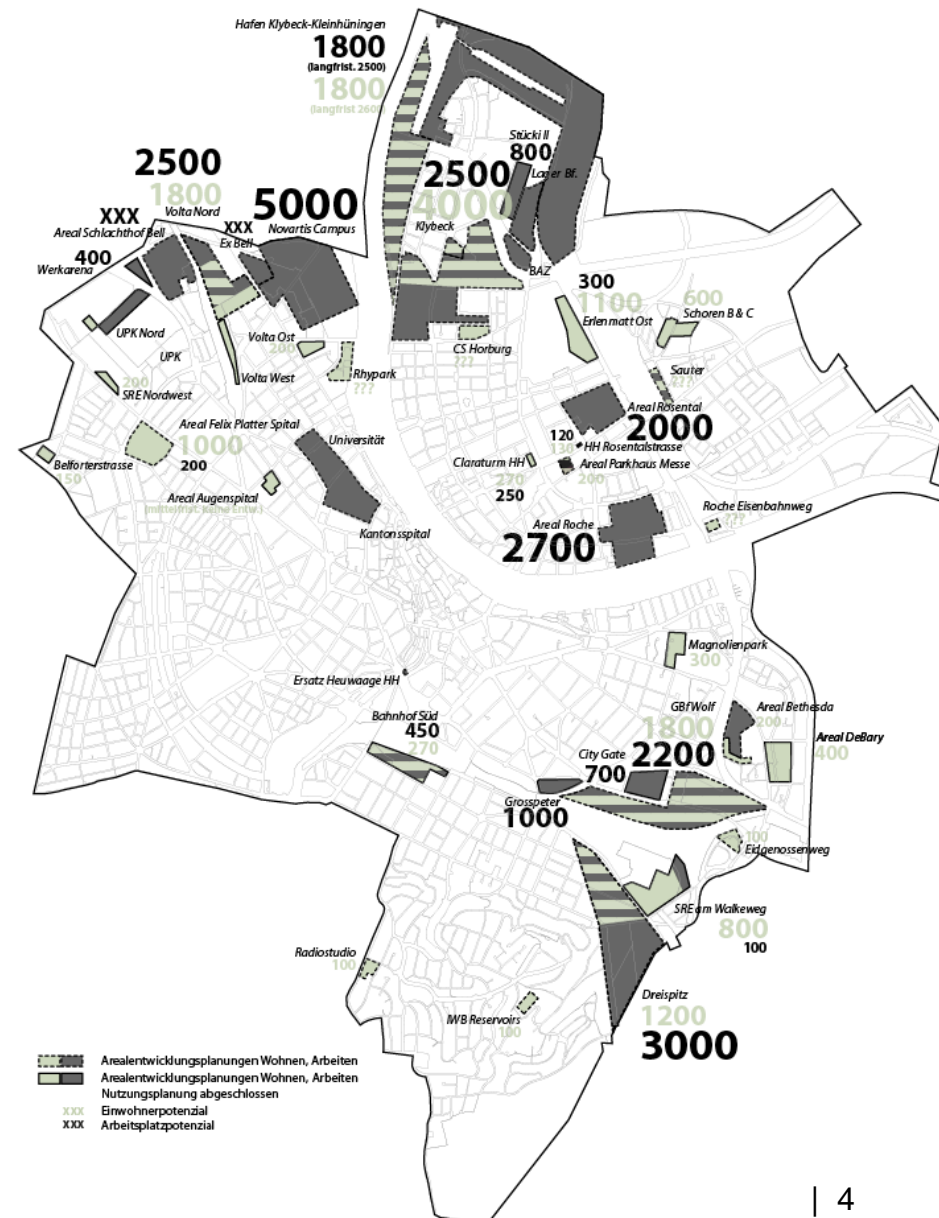 Hafen Klybeck-Kleinhüningen
1800
(langfrist. 2500)
1800
(langfrist 2600)
Stücki II
800
Lager Bf.
2500
4000
Klybeck
BAZ
2500
1800
Volta Nord
XXX
Areal Schlachthof Bell
XXX
Ex Bell
5000
Novartis Campus
400
Werkarena
UPK Nord
UPK
Volta Ost
200
Volta West
Rhypark
???
CS Horburg
???
300
1100
Erlenmatt Ost
600
Schoren B & C
Sauter
???
200
SRE Nordwest
Areal Felix Platter Spital
1000
200
Universität
Belforterstrasse
150
Areal Augenspital
(mittelfrist. keine Entw.)
Kantonsspital
Areal Rosental
2000
120
130
HH Rosentalstrasse
Claraturm HH
270
250
Areal Parkhaus Messe
200
Areal Roche
2700
Roche Eisenbahnweg
???
Magnolienpark
300
Ersatz Heuwaage HH
Bahnhof Süd
450
270
GBf Wolf
1800
2200
Areal Bethesda
200
Areal DeBary
400
City Gate
700
Grosspeter
1000
100
Eidgenossenweg
SRE am Walkeweg
800
100
Radiostudio
100
IWB Reservoirs
100
Dreispitz
1200
3000
Arealentwicklungsplanungen Wohnen, Arbeiten
Arealentwicklungsplanungen Wohnen, Arbeiten
Nutzungsplanung abgeschlossen
XXX Einwohnerpotenzial
XXX Arbeitsplatzpotenzial
| 4